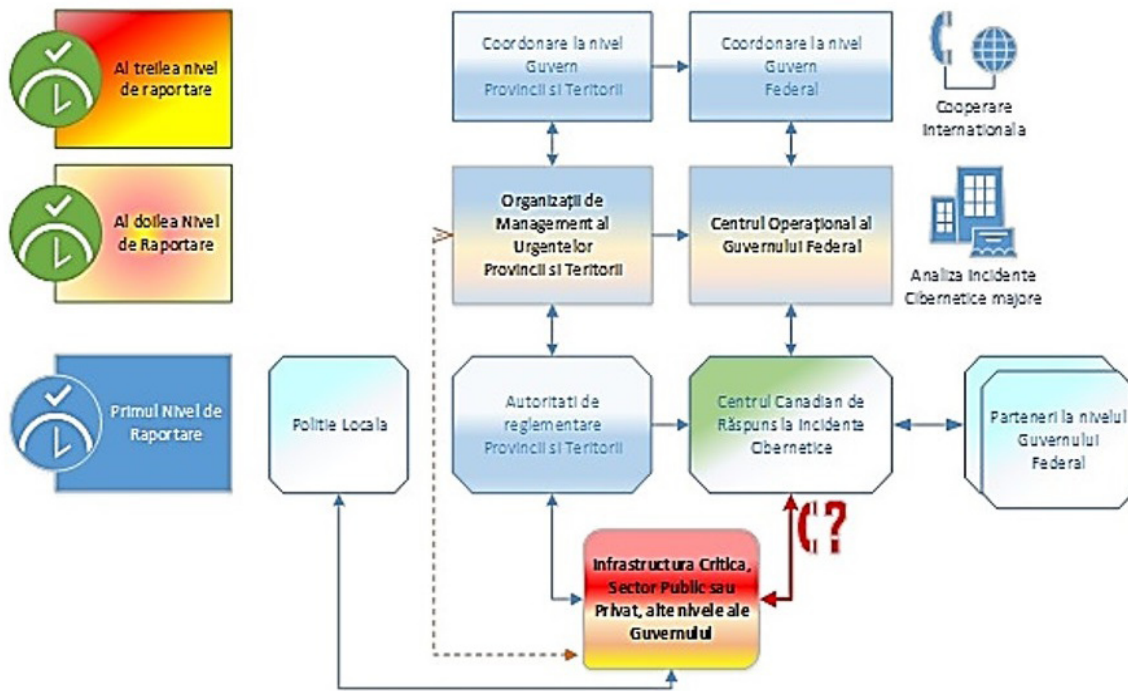 Al treilea nivel
de raportare
Coordonare la nivel
Guvern
Provincii si Teritorii
Coordonare la nivel
Guvern
Federal
Cooperare
Internationala
Al doilea Nivel
de Raportare
Organizații de
Management al
Urgentelor
Provincii si Teritorii
Centrul Operațional al
Guvernului Federal
Analiza Incidente
Cibernetice majore
Primul Nivel de
Raportare
Politie Locala
Autoritati de
reglementare
Provincii si Teritorii
Centrul Canadian de
Răspuns la Incidente
Cibernetice
Parteneri la nivelul
Guvernului
Federal
?
Infrastructura Critica,
Sector Public sau
Privat, alte nivele ale
Guvernului